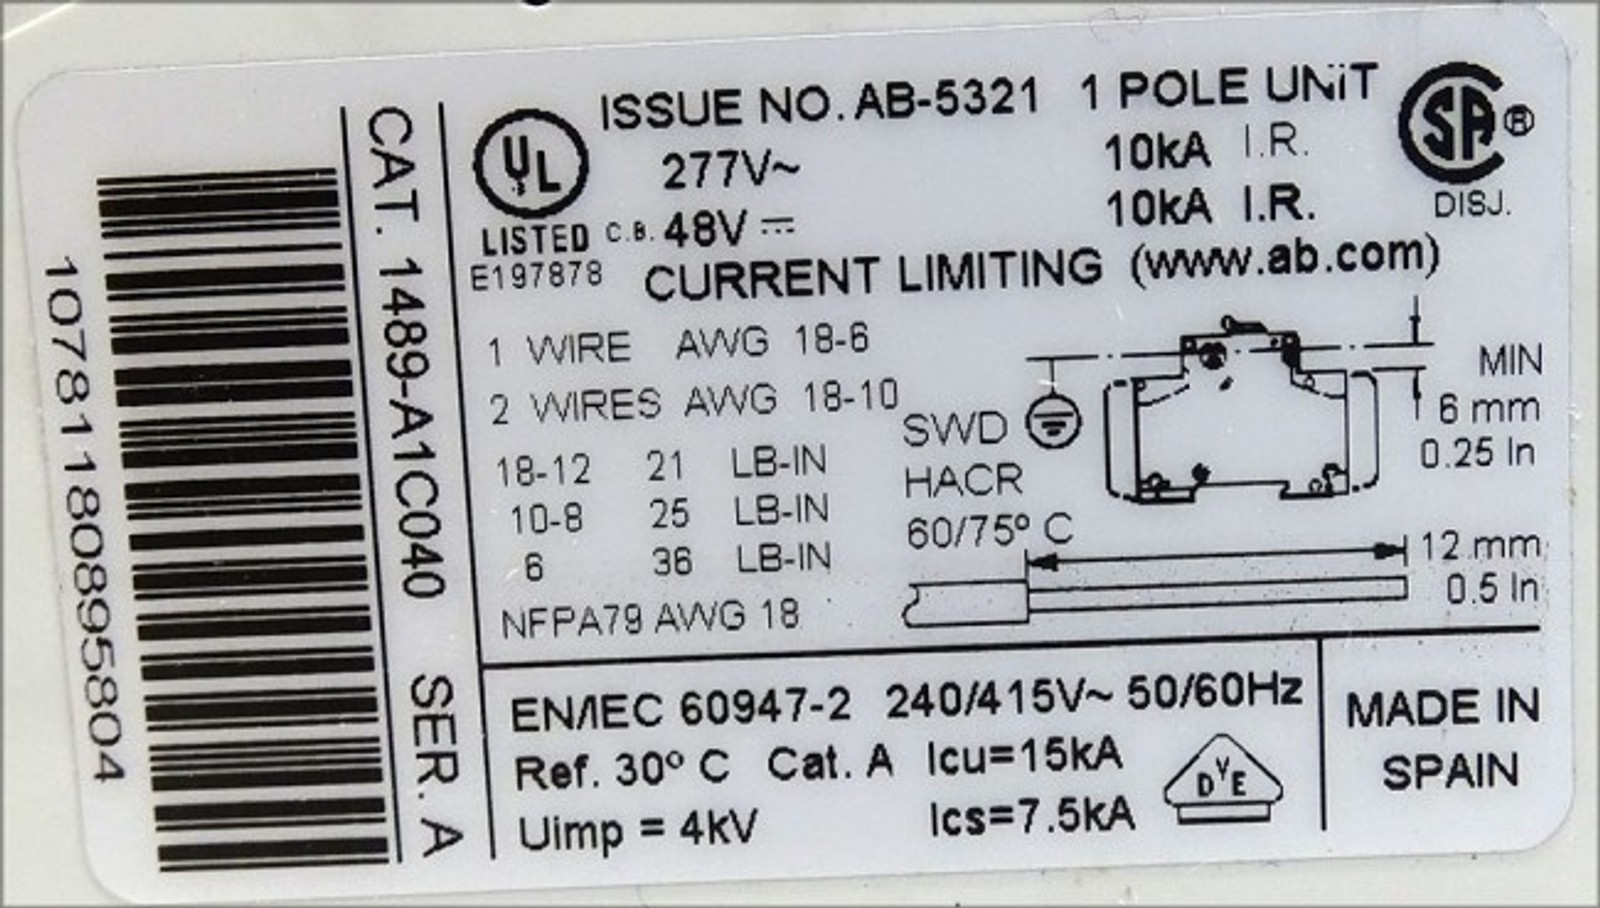 10781180895804
CAT. 1489-A1C040 SER. A
UL
LISTED C.B.
E197878
ISSUE NO. AB-5321 1 POLE UNIT
277V~ 10kA I.R.
48V⎓ 10kA I.R.
CURRENT LIMITING (www.ab.com)
SA ®
DISJ.
1 WIRE AWG 18-6
2 WIRES AWG 18-10
18-12 21 LB-IN
10-8 25 LB-IN
6 36 LB-IN
NFPA79 AWG 18
SWD
HACR
60/75° C
MIN
6 mm
0.25 In
12 mm
0.5 In
EN/IEC 60947-2 240/415V~ 50/60Hz
Ref. 30° C Cat. A Icu=15kA
Uimp = 4kV Ics=7.5kA
DVE
MADE IN
SPAIN